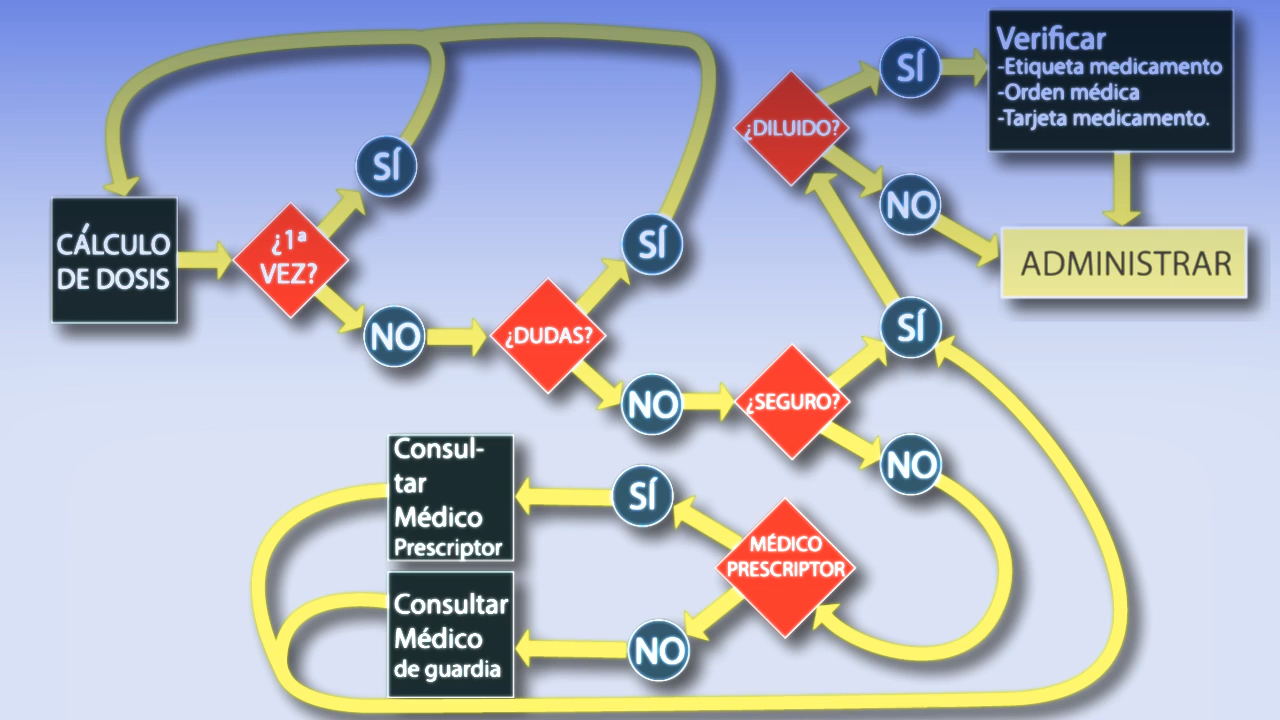 CÁLCULO
DE DOSIS
¿1ª
VEZ?
SÍ
NO
¿DUDAS?
SÍ
NO
¿SEGURO?
SÍ
NO
¿DILUIDO?
SÍ
NO
Verificar
-Etiqueta medicamento
-Orden médica
-Tarjeta medicamento.
ADMINISTRAR
MÉDICO
PRESCRIPTOR
SÍ
NO
Consul-
tar
Médico
Prescriptor
Consultar
Médico
de guardia